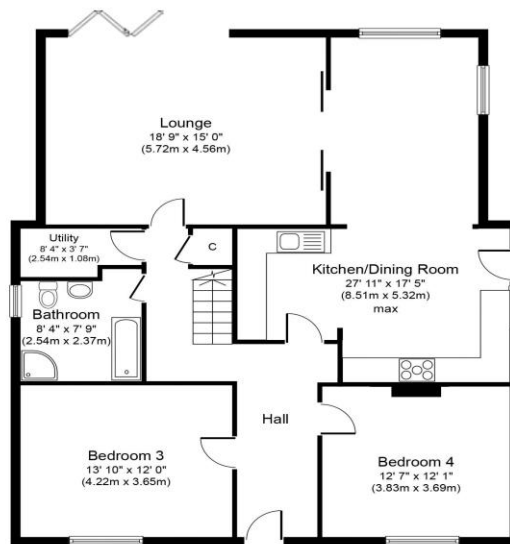 Lounge
18' 9" x 15' 0"
(5.72m x 4.56m)
Utility
8' 4" x 3' 7"
(2.54m x 1.08m)
C
Kitchen/Dining Room
27' 11" x 17' 5"
(8.51m x 5.32m)
max
Bathroom
8' 4" x 7' 9"
(2.54m x 2.37m)
Hall
Bedroom 3
13' 10" x 12' 0"
(4.22m x 3.65m)
Bedroom 4
12' 7" x 12' 1"
(3.83m x 3.69m)